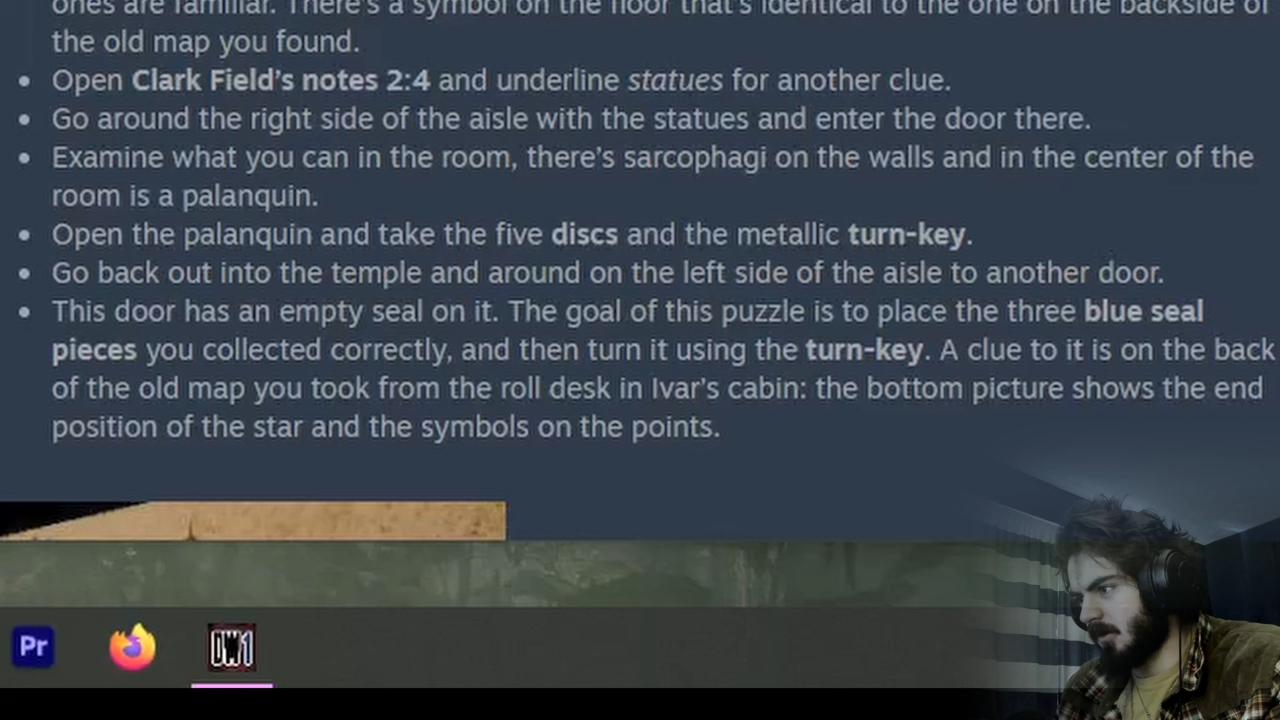 ones are familiar. There's a symbol on the floor that's identical to the one on the backside of
the old map you found.
• Open Clark Field's notes 2:4 and underline statues for another clue.
• Go around the right side of the aisle with the statues and enter the door there.
• Examine what you can in the room, there's sarcophagi on the walls and in the center of the
room is a palanquin.
• Open the palanquin and take the five discs and the metallic turn-key.
• Go back out into the temple and around on the left side of the aisle to another door.
• This door has an empty seal on it. The goal of this puzzle is to place the three blue seal
pieces you collected correctly, and then turn it using the turn-key. A clue to it is on the back
of the old map you took from the roll desk in Ivar's cabin: the bottom picture shows the end
position of the star and the symbols on the points.
Pr
DW1